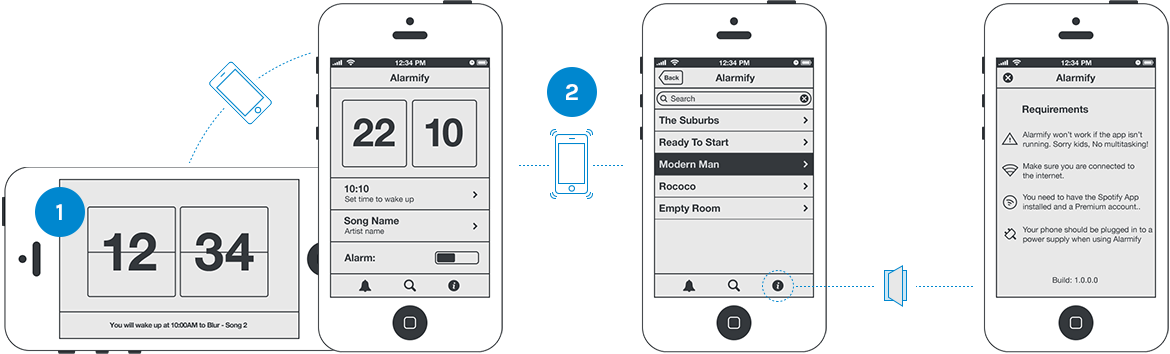 1
12 34
You will wake up at 10:00AM to Blur - Song 2
12:34 PM
Alarmify
22 10
10:10
Set time to wake up
Song Name
Artist name
Alarm:
2
12:34 PM
Back Alarmify
Search
The Suburbs
Ready To Start
Modern Man
Rococo
Empty Room
12:34 PM
Alarmify
Requirements
Alarmify won't work if the app isn't
running. Sorry kids, No multitasking!
Make sure you are connected to
the internet.
You need to have the Spotify App
installed and a Premium account..
Your phone should be plugged in to a
power supply when using Alarmify
Build: 1.0.0.0